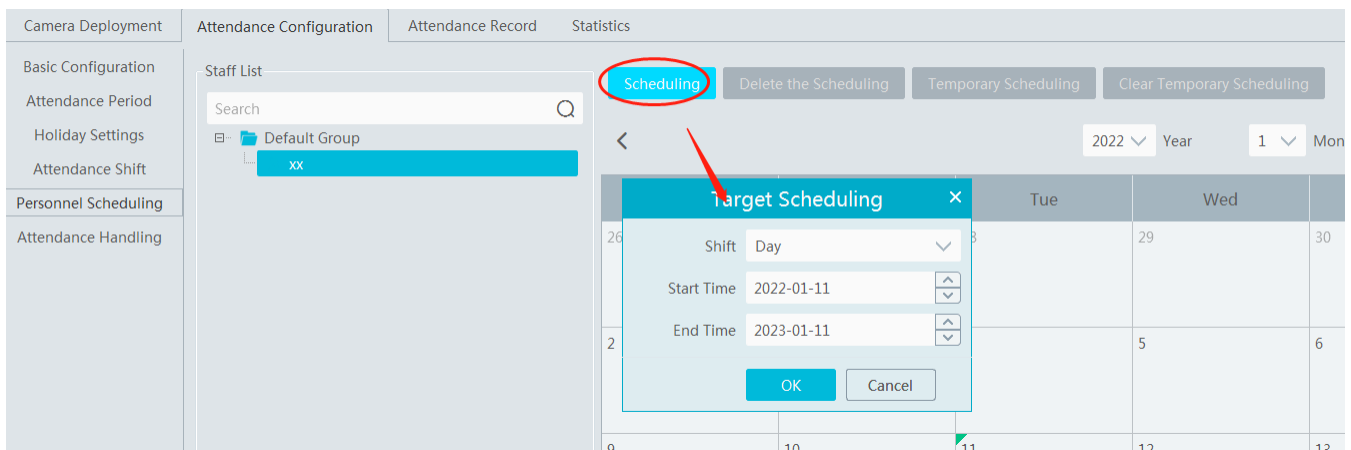 Camera Deployment
Attendance Configuration
Attendance Record
Statistics
Basic Configuration
Attendance Period
Holiday Settings
Attendance Shift
Personnel Scheduling
Attendance Handling
Staff List
Search
Default Group
xx
Scheduling
Delete the Scheduling
Temporary Scheduling
Clear Temporary Scheduling
2022 Year 1 Mon
Tue Wed
26 29 30
Target Scheduling
Shift Day
Start Time 2022-01-11
End Time 2023-01-11
OK Cancel
2 5 6
9 10 11 12 13